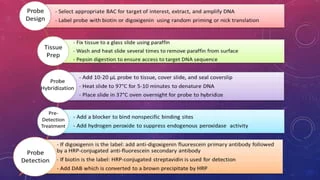 Probe
Design
- Select appropriate BAC for target of interest, extract, and amplify DNA
- Label probe with biotin or digoxigenin using random priming or nick translation
Tissue
Prep
- Fix tissue to a glass slide using paraffin
- Wash and heat slide several times to remove paraffin from surface
- Pepsin digestion to ensure access to target DNA sequence
Probe
Hybridization
- Add 10-20 µL probe to tissue, cover slide, and seal coverslip
- Heat slide to 97°C for 5-10 minutes to denature DNA
- Place slide in 37°C oven overnight for probe to hybridize
Pre-
Detection
Treatment
- Add a blocker to bind nonspecific binding sites
- Add hydrogen peroxide to suppress endogenous peroxidase activity
Probe
Detection
- If digoxigenin is the label: add anti-digoxigenin fluorescein primary antibody followed
by a HRP-conjugated anti-fluorescein secondary antibody
- If biotin is the label: HRP-conjugated streptavidin is used for detection
- Add DAB which is converted to a brown precipitate by HRP